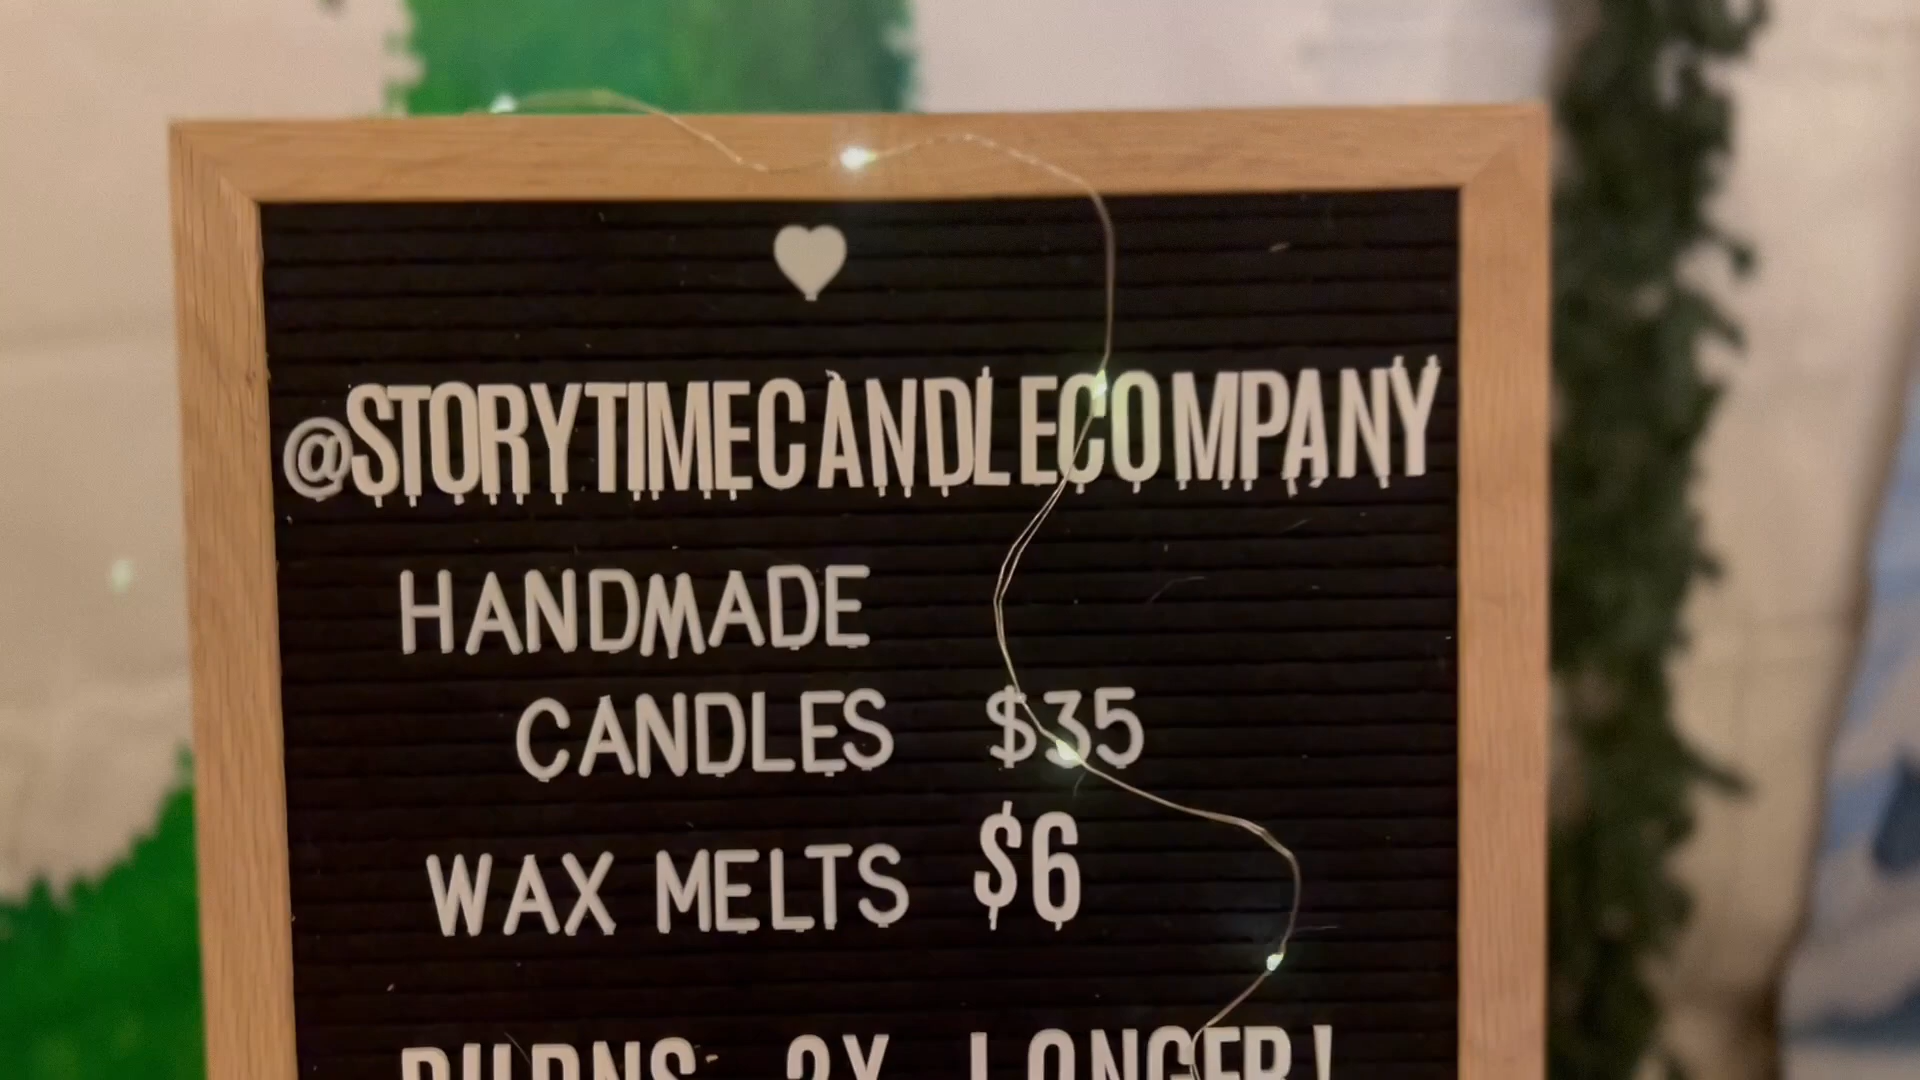 @STORYTIMECANDLECOMPANY
HANDMADE
CANDLES $35
WAX MELTS $6
BURNS 2X LONGER!